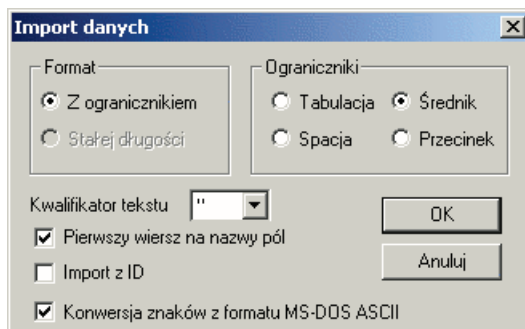 Import danych
Format
Z ogranicznikiem
Stałej długości
Ograniczniki
Tabulacja
Średnik
Spacja
Przecinek
Kwalifikator tekstu "
Pierwszy wiersz na nazwy pól
Import z ID
Konwersja znaków z formatu MS-DOS ASCII
OK
Anuluj